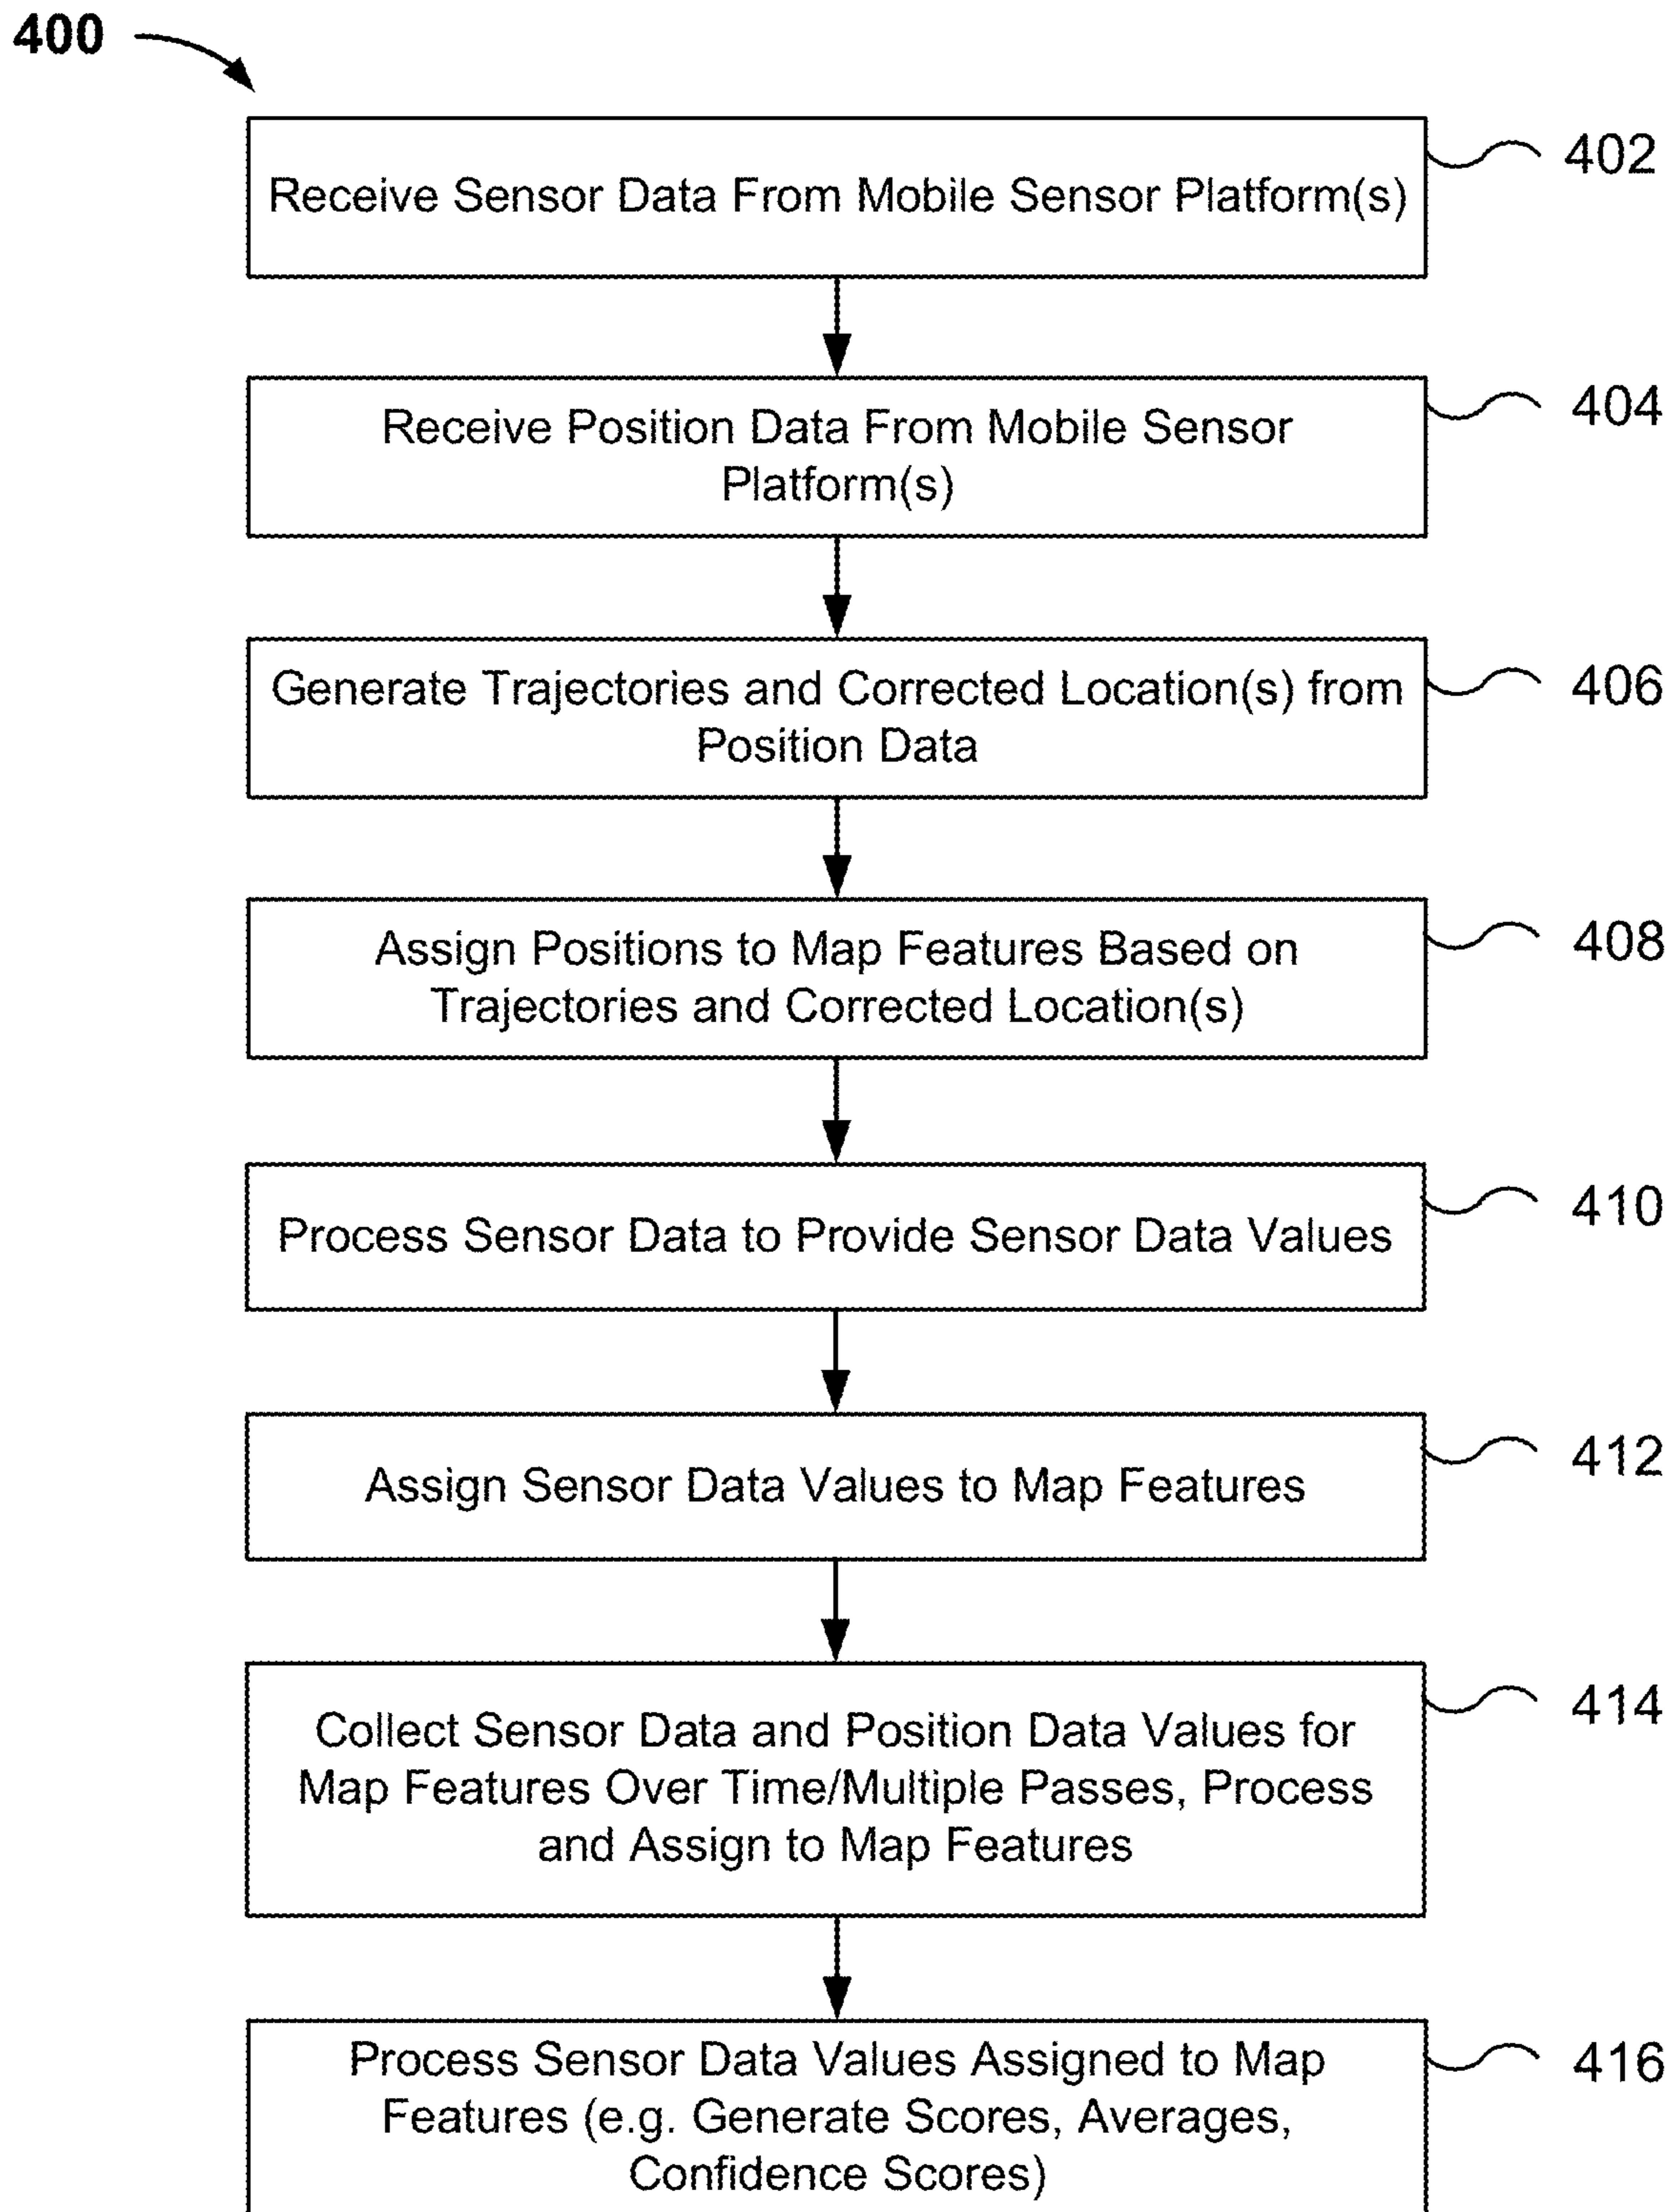 400
Receive Sensor Data From Mobile Sensor Platform(s)
402
Receive Position Data From Mobile Sensor
Platform(s)
404
Generate Trajectories and Corrected Location(s) from
Position Data
406
Assign Positions to Map Features Based on
Trajectories and Corrected Location(s)
408
Process Sensor Data to Provide Sensor Data Values
410
Assign Sensor Data Values to Map Features
412
Collect Sensor Data and Position Data Values for
Map Features Over Time/Multiple Passes, Process
and Assign to Map Features
414
Process Sensor Data Values Assigned to Map
Features (e.g. Generate Scores, Averages,
Confidence Scores)
416